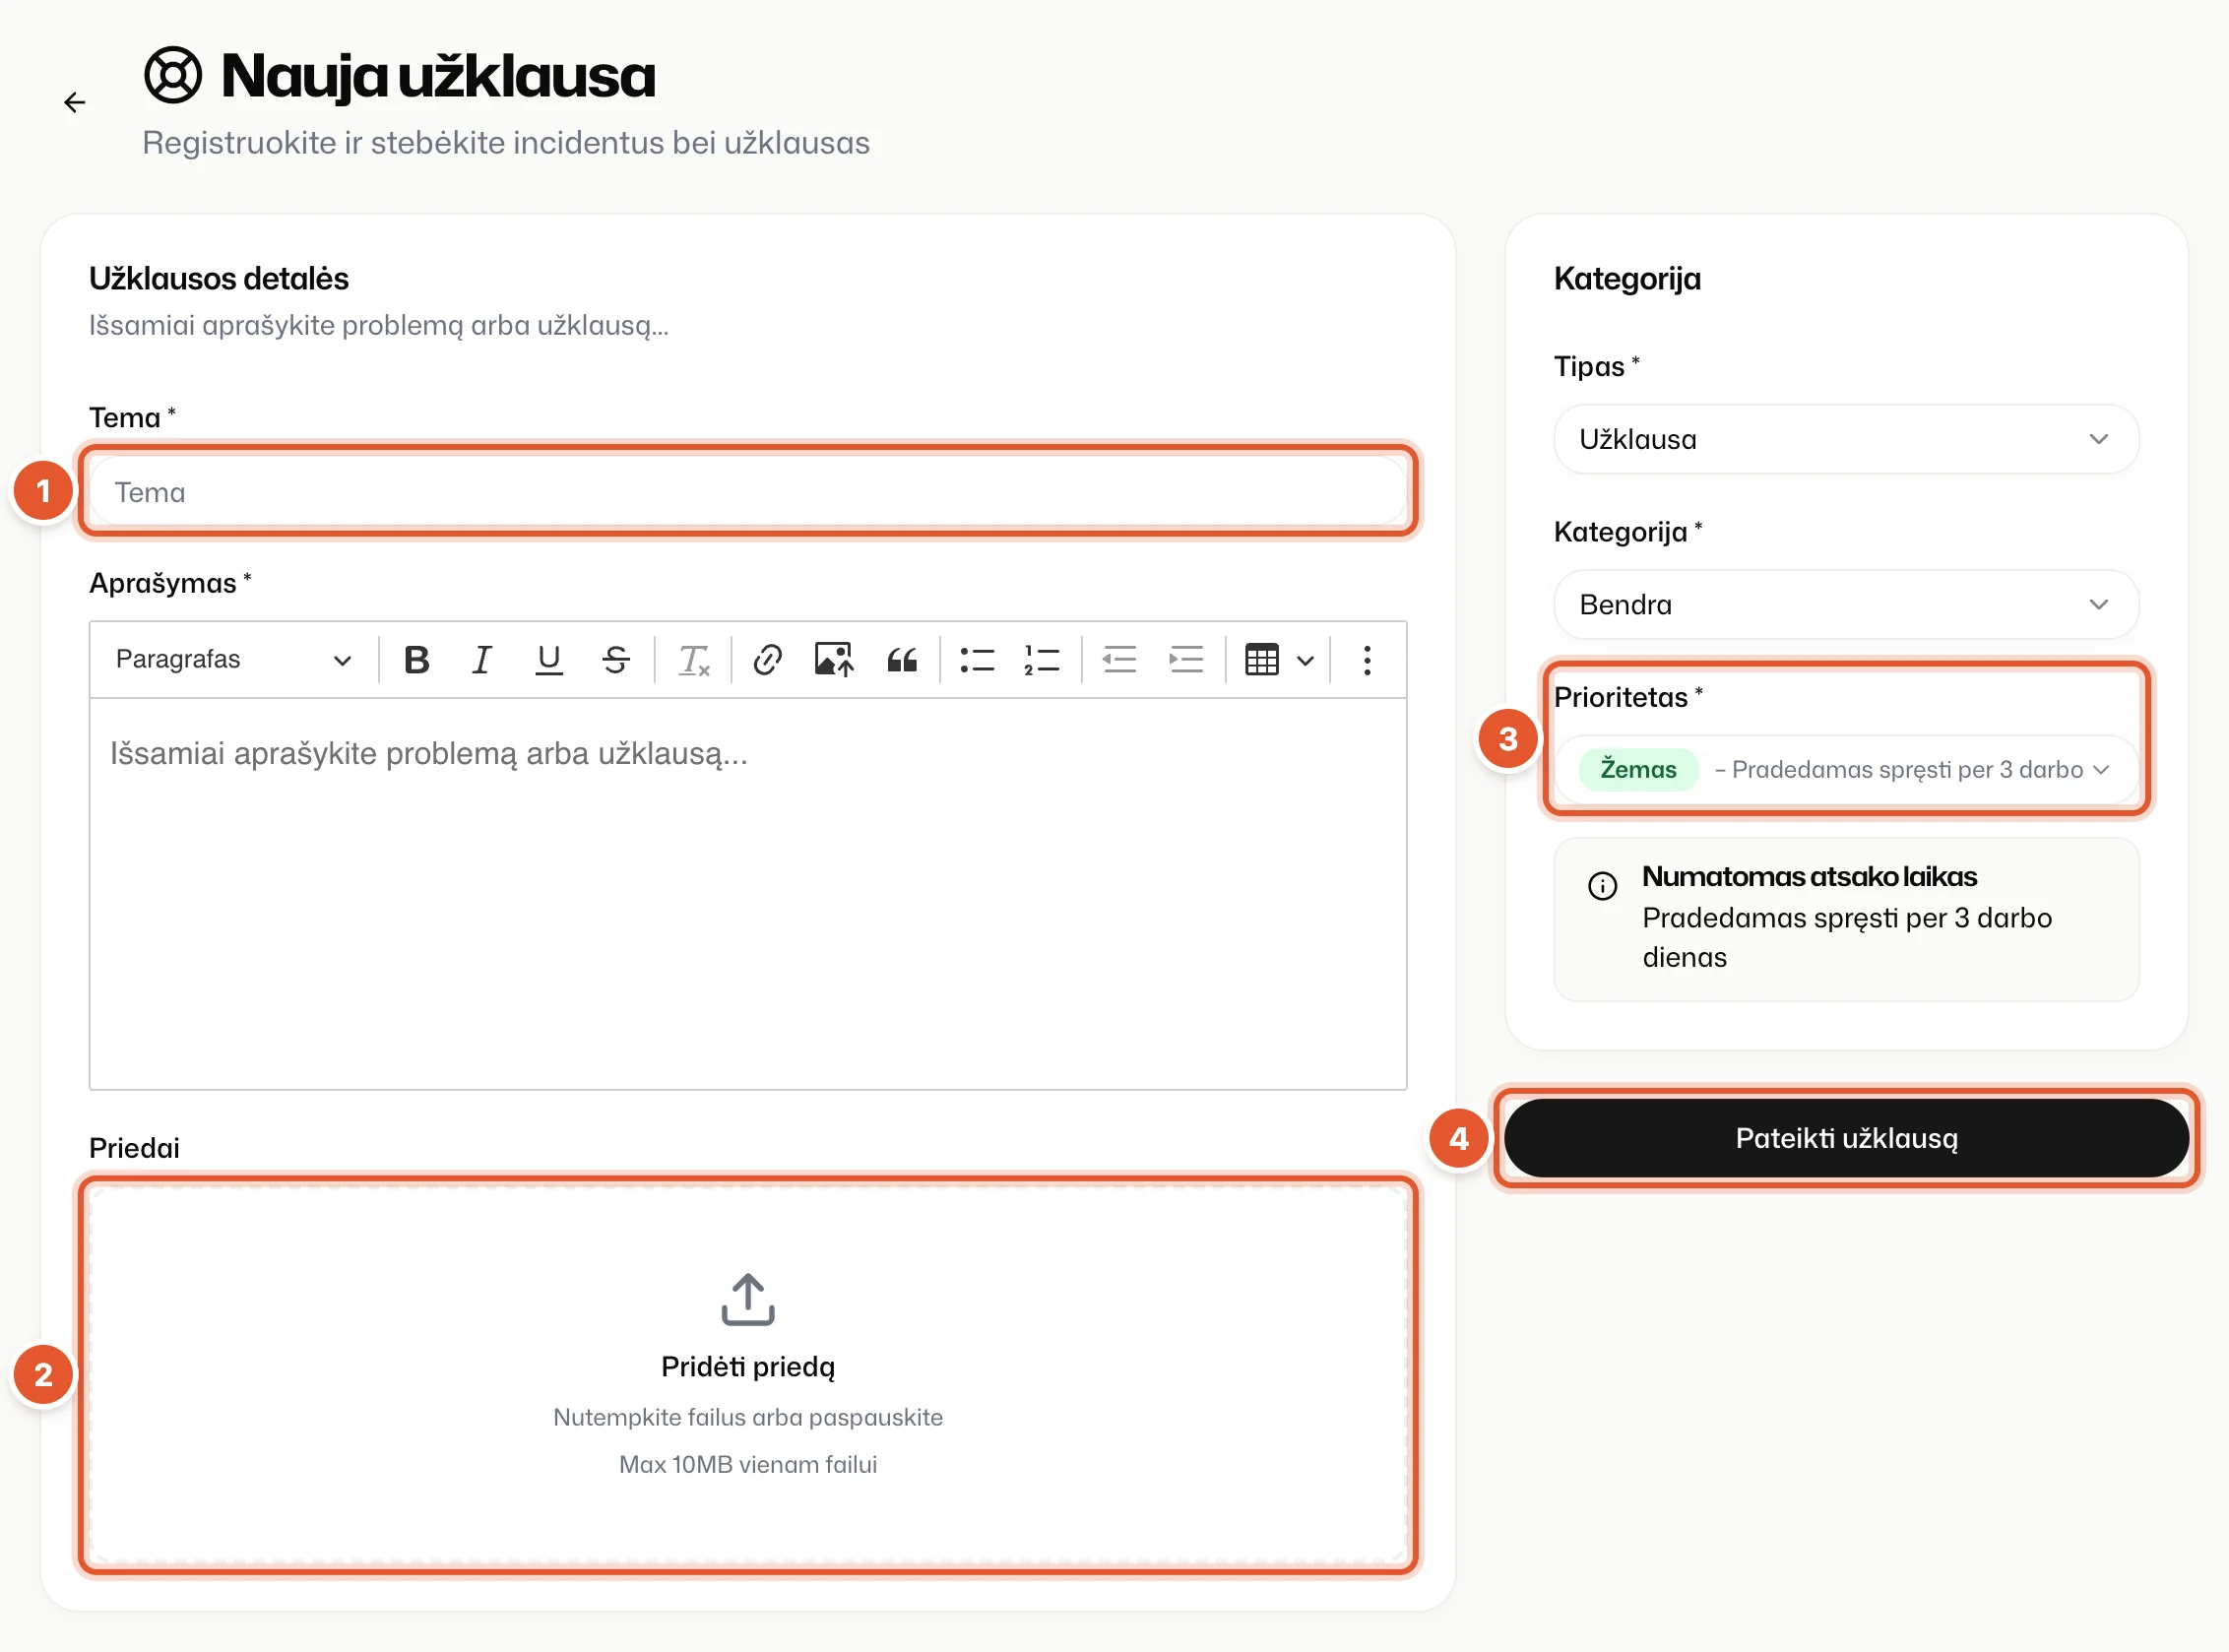 Nauja užklausa
Registruokite ir stebėkite incidentus bei užklausas
Užklausos detalės
Išsamiai aprašykite problemą arba užklausą...
Tema *
1
Tema
Aprašymas *
Paragrafas
Išsamiai aprašykite problemą arba užklausą...
Priedai
2
Pridėti priedą
Nutempkite failus arba paspauskite
Max 10MB vienam failui
Kategorija
Tipas *
Užklausa
Kategorija *
Bendra
3
Prioritetas *
Žemas – Pradedamas spręsti per 3 darbo
Numatomas atsako laikas
Pradedamas spręsti per 3 darbo
dienas
4
Pateikti užklausą